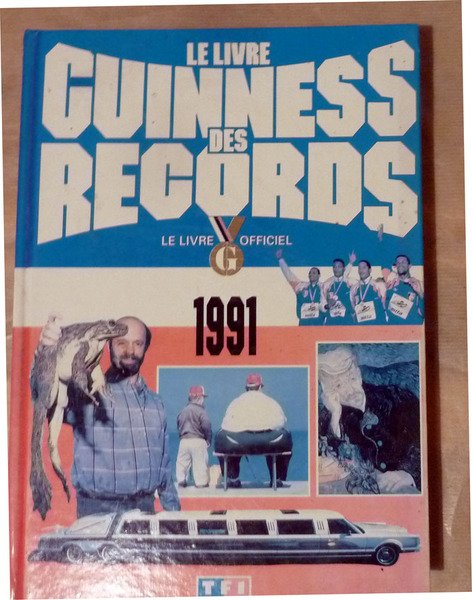 LE LIVRE
GUINNESS
DES
RECORDS
LE LIVRE G OFFICIEL
1991
TF1